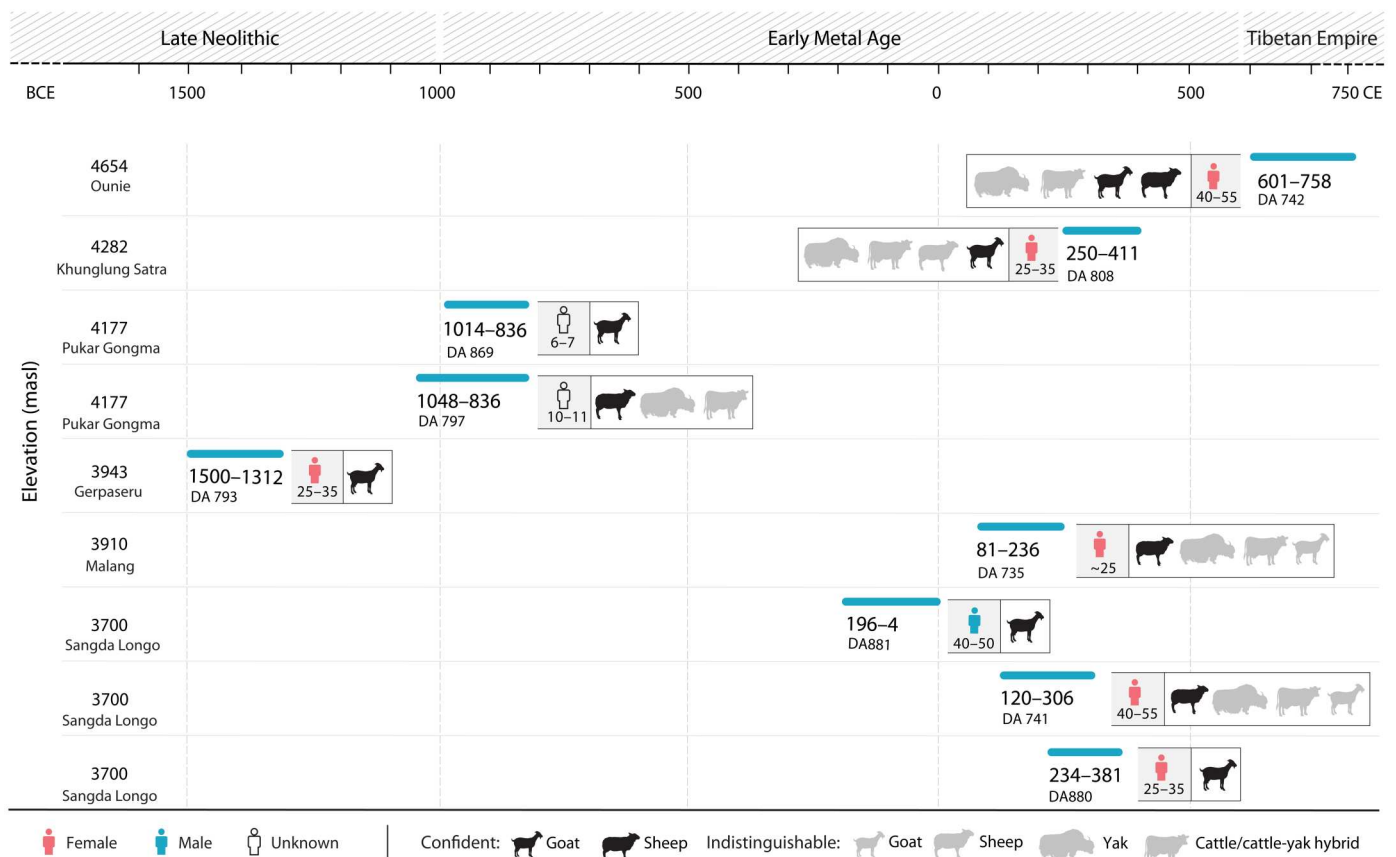 Late Neolithic Early Metal Age Tibetan Empire
BCE 1500 1000 500 0 500 750 CE
Elevation (masl)
4654
Ounie
40–55
601–758
DA 742
4282
Khunglung Satra
25–35
250–411
DA 808
4177
Pukar Gongma
1014–836
DA 869
6–7
4177
Pukar Gongma
1048–836
DA 797
10–11
3943
Gerpaseru
1500–1312
DA 793
25–35
3910
Malang
81–236
DA 735
~25
3700
Sangda Longo
196–4
DA881
40–50
3700
Sangda Longo
120–306
DA 741
40–55
3700
Sangda Longo
234–381
DA880
25–35
Female Male Unknown Confident: Goat Sheep Indistinguishable: Goat Sheep Yak Cattle/cattle-yak hybrid